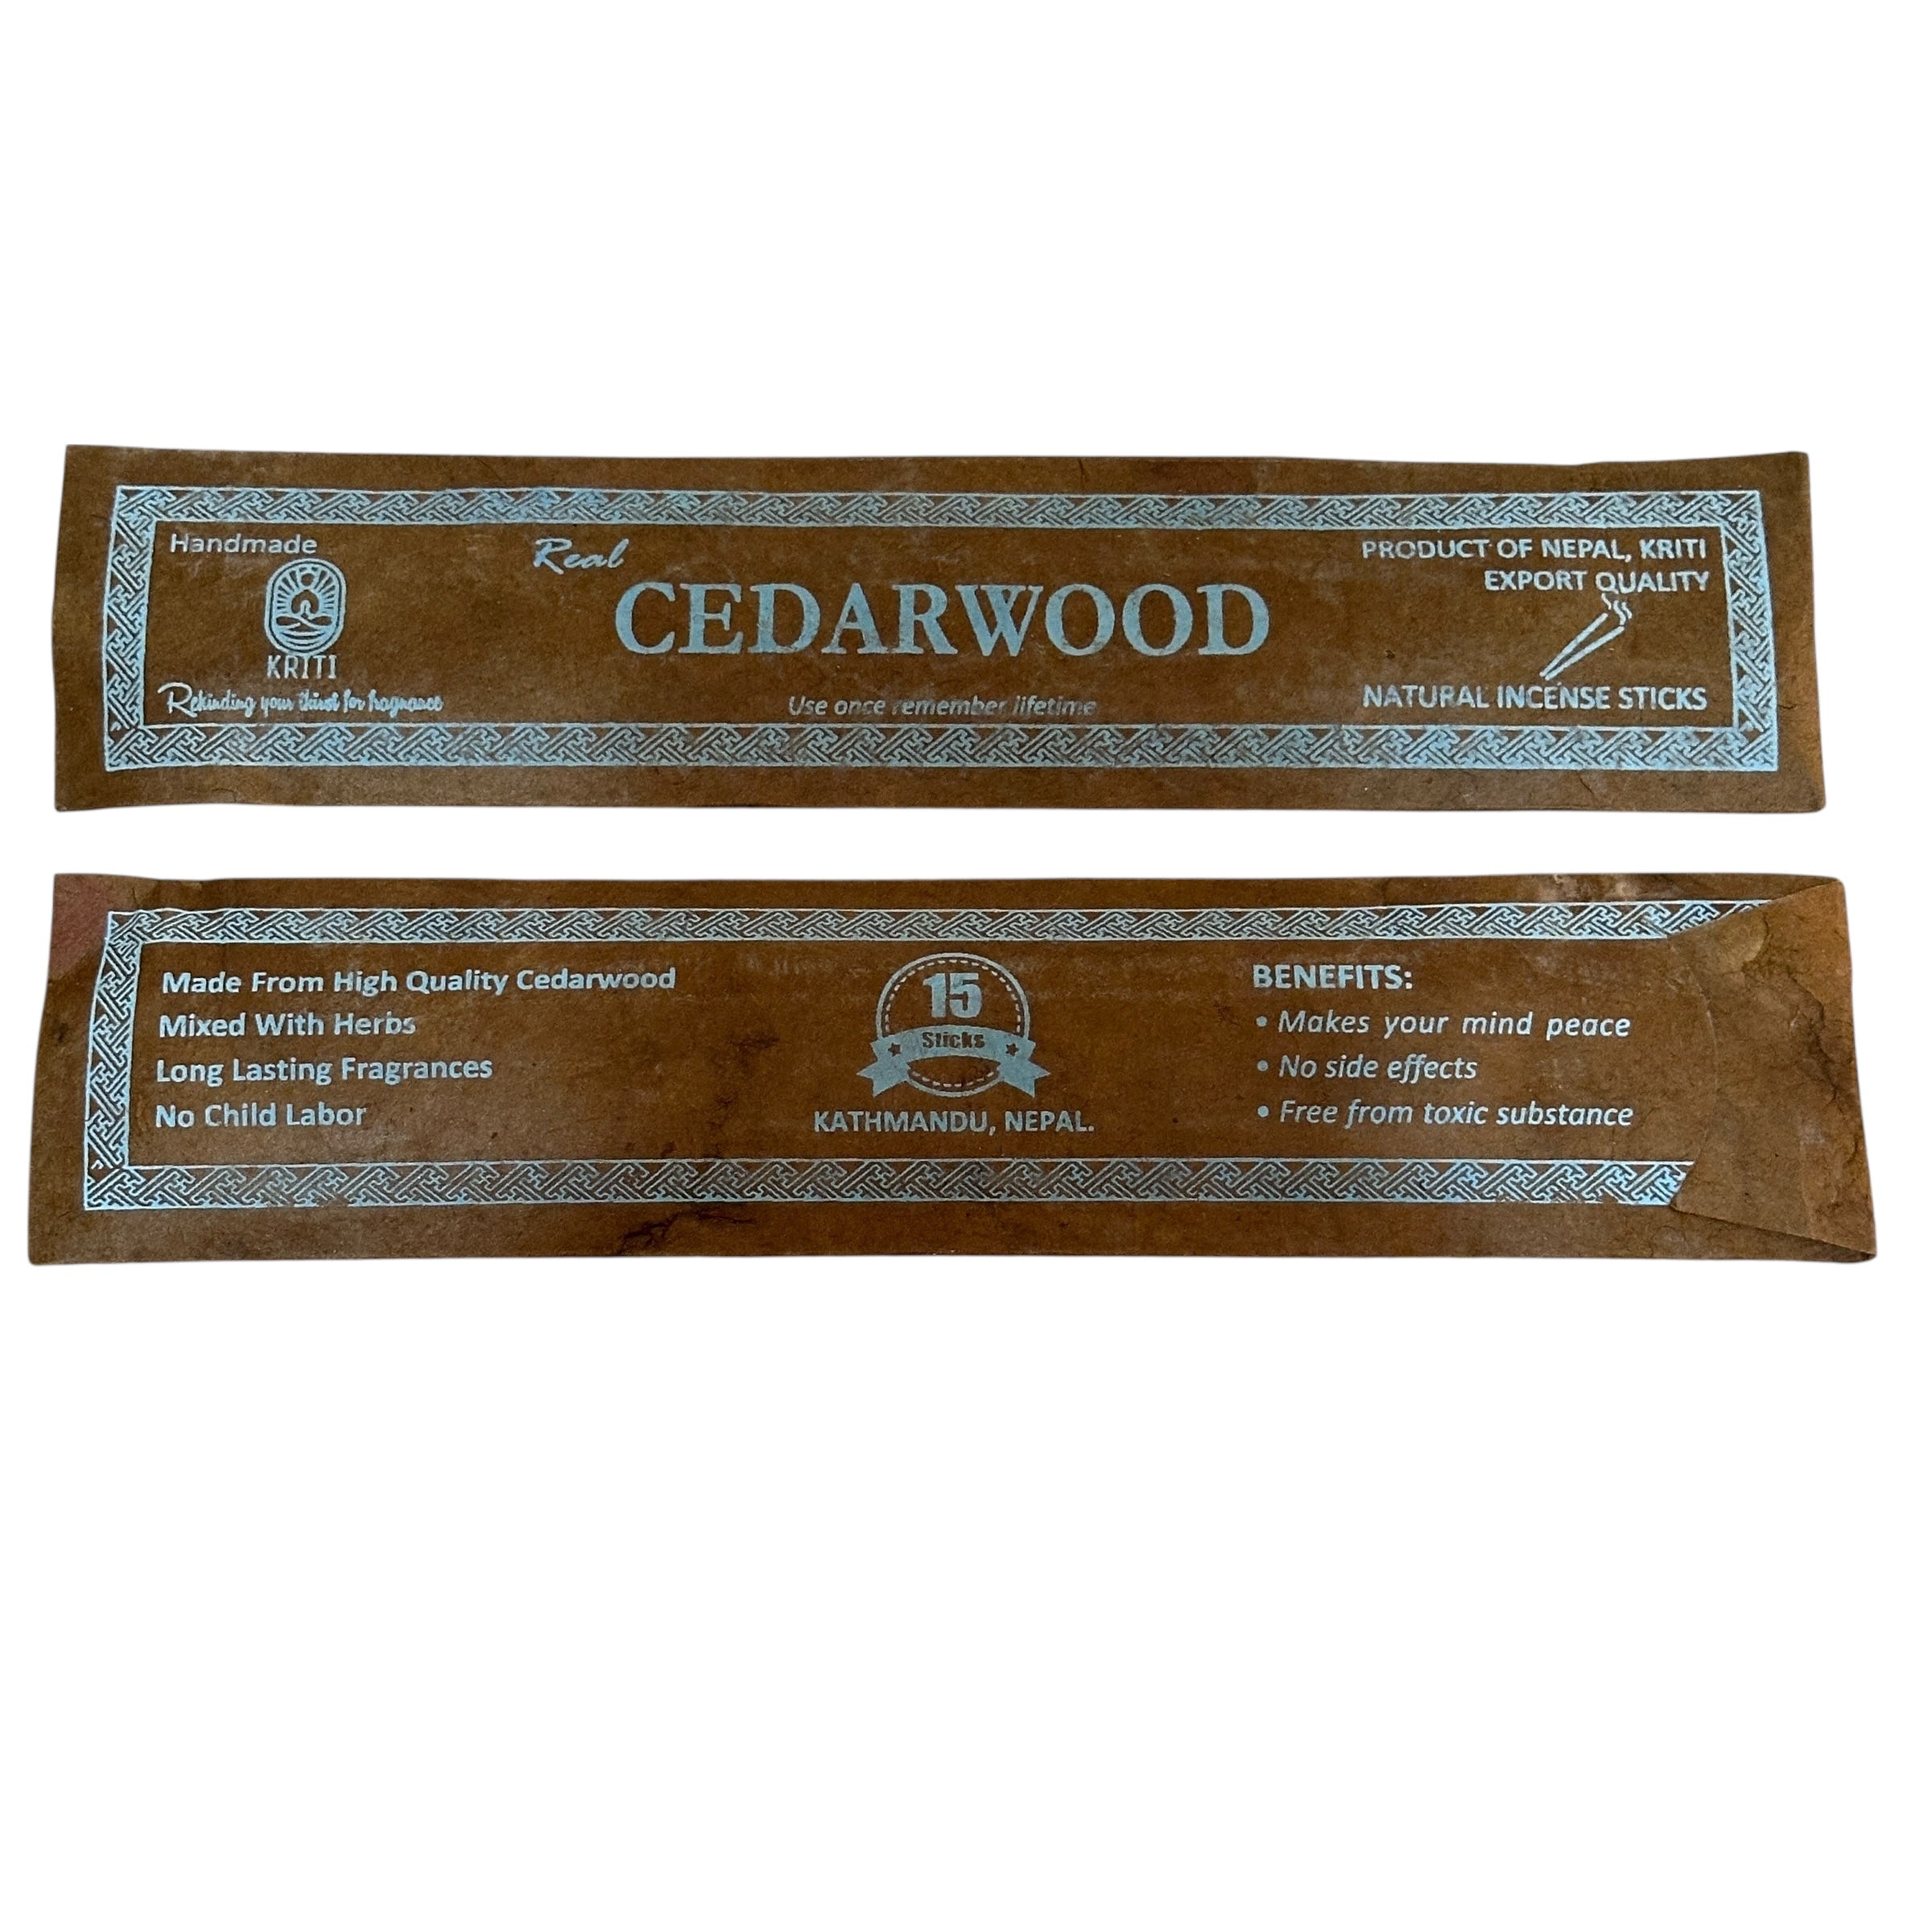 Handmade
KRITI
Rekinding your thirst for fragnance
Real
CEDARWOOD
Use once remember lifetime
PRODUCT OF NEPAL, KRITI
EXPORT QUALITY
NATURAL INCENSE STICKS
Made From High Quality Cedarwood
Mixed With Herbs
Long Lasting Fragrances
No Child Labor
15
Sticks
KATHMANDU, NEPAL.
BENEFITS:
• Makes your mind peace
• No side effects
• Free from toxic substance